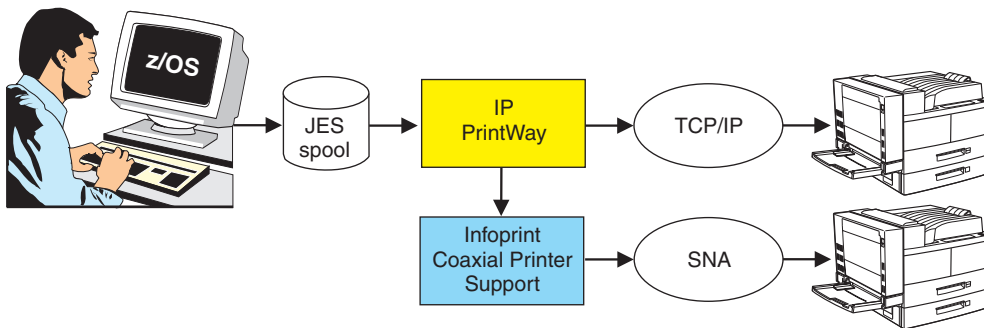 z/OS
JES
spool
IP
PrintWay
TCP/IP
Infoprint
Coaxial Printer
Support
SNA